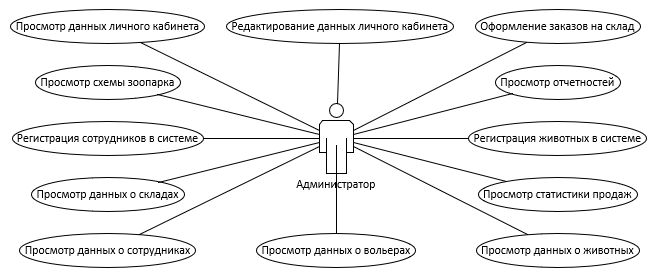 Просмотр данных личного кабинета
Редактирование данных личного кабинета
Оформление заказов на склад
Просмотр схемы зоопарка
Просмотр отчетностей
Регистрация сотрудников в системе
Регистрация животных в системе
Администратор
Просмотр данных о складах
Просмотр статистики продаж
Просмотр данных о сотрудниках
Просмотр данных о вольерах
Просмотр данных о животных